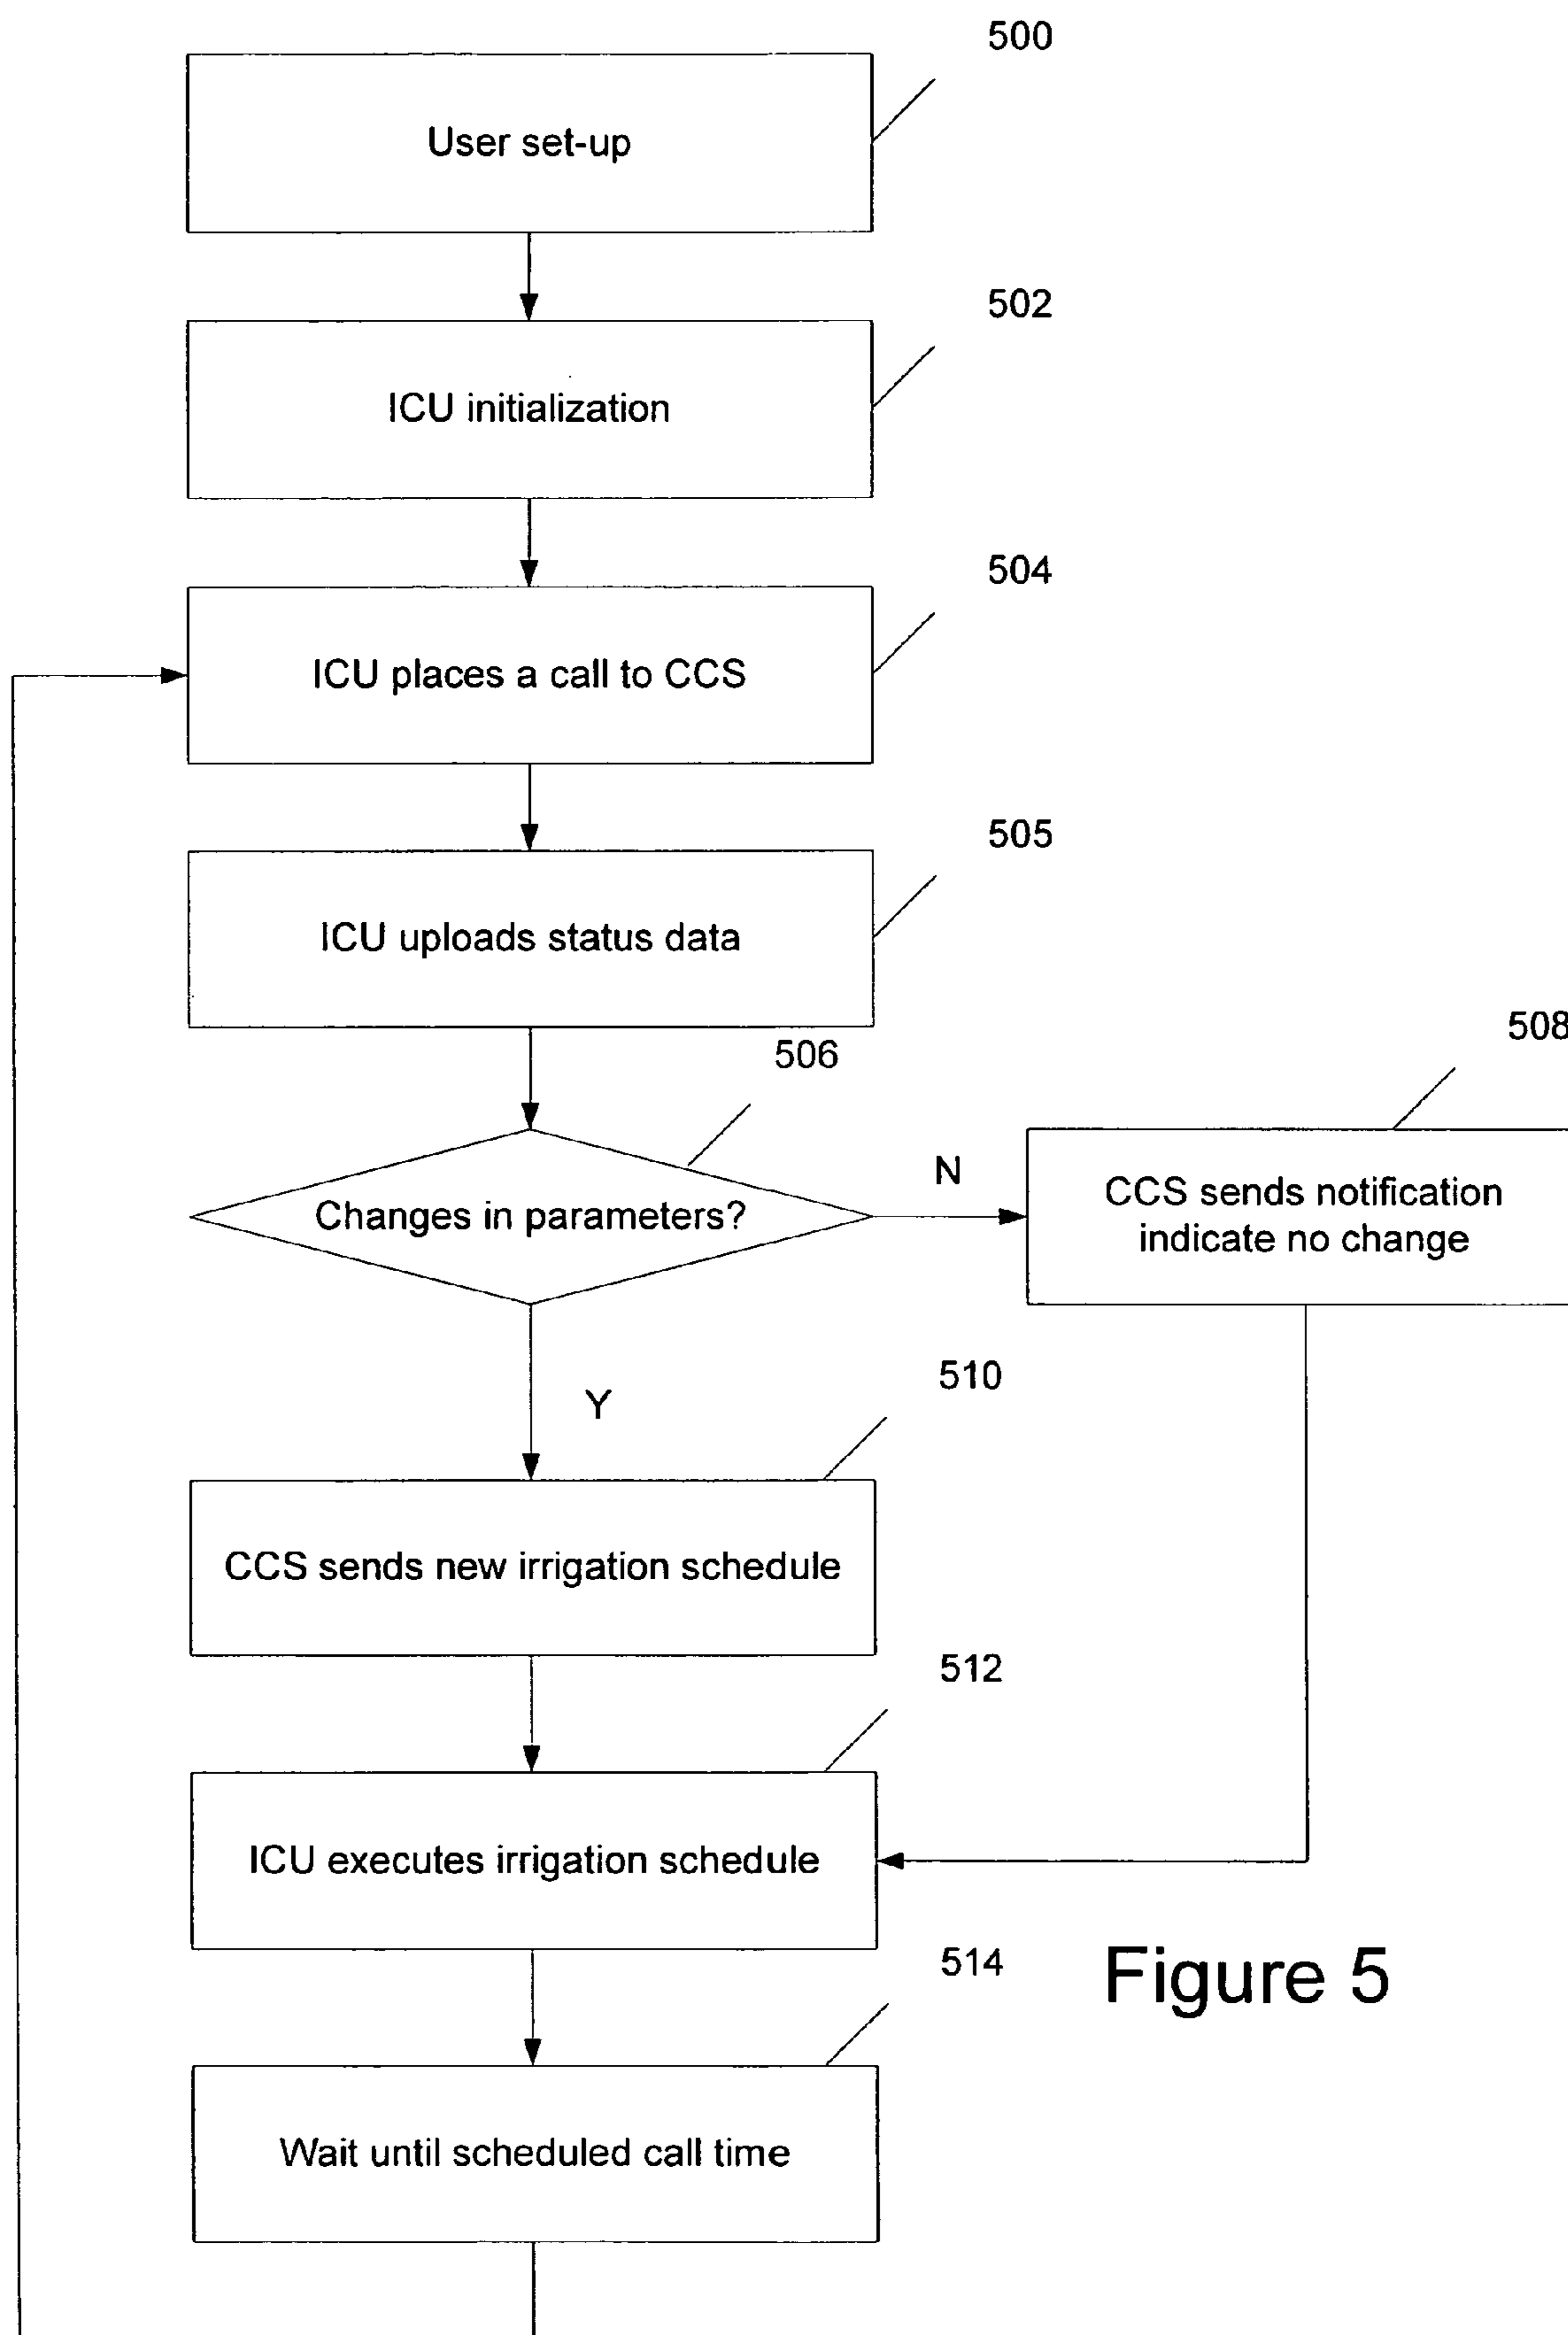 500
User set-up
502
ICU initialization
504
ICU places a call to CCS
505
ICU uploads status data
506
508
Changes in parameters?
N
CCS sends notification
indicate no change
Y
510
CCS sends new irrigation schedule
512
ICU executes irrigation schedule
514
Figure 5
Wait until scheduled call time